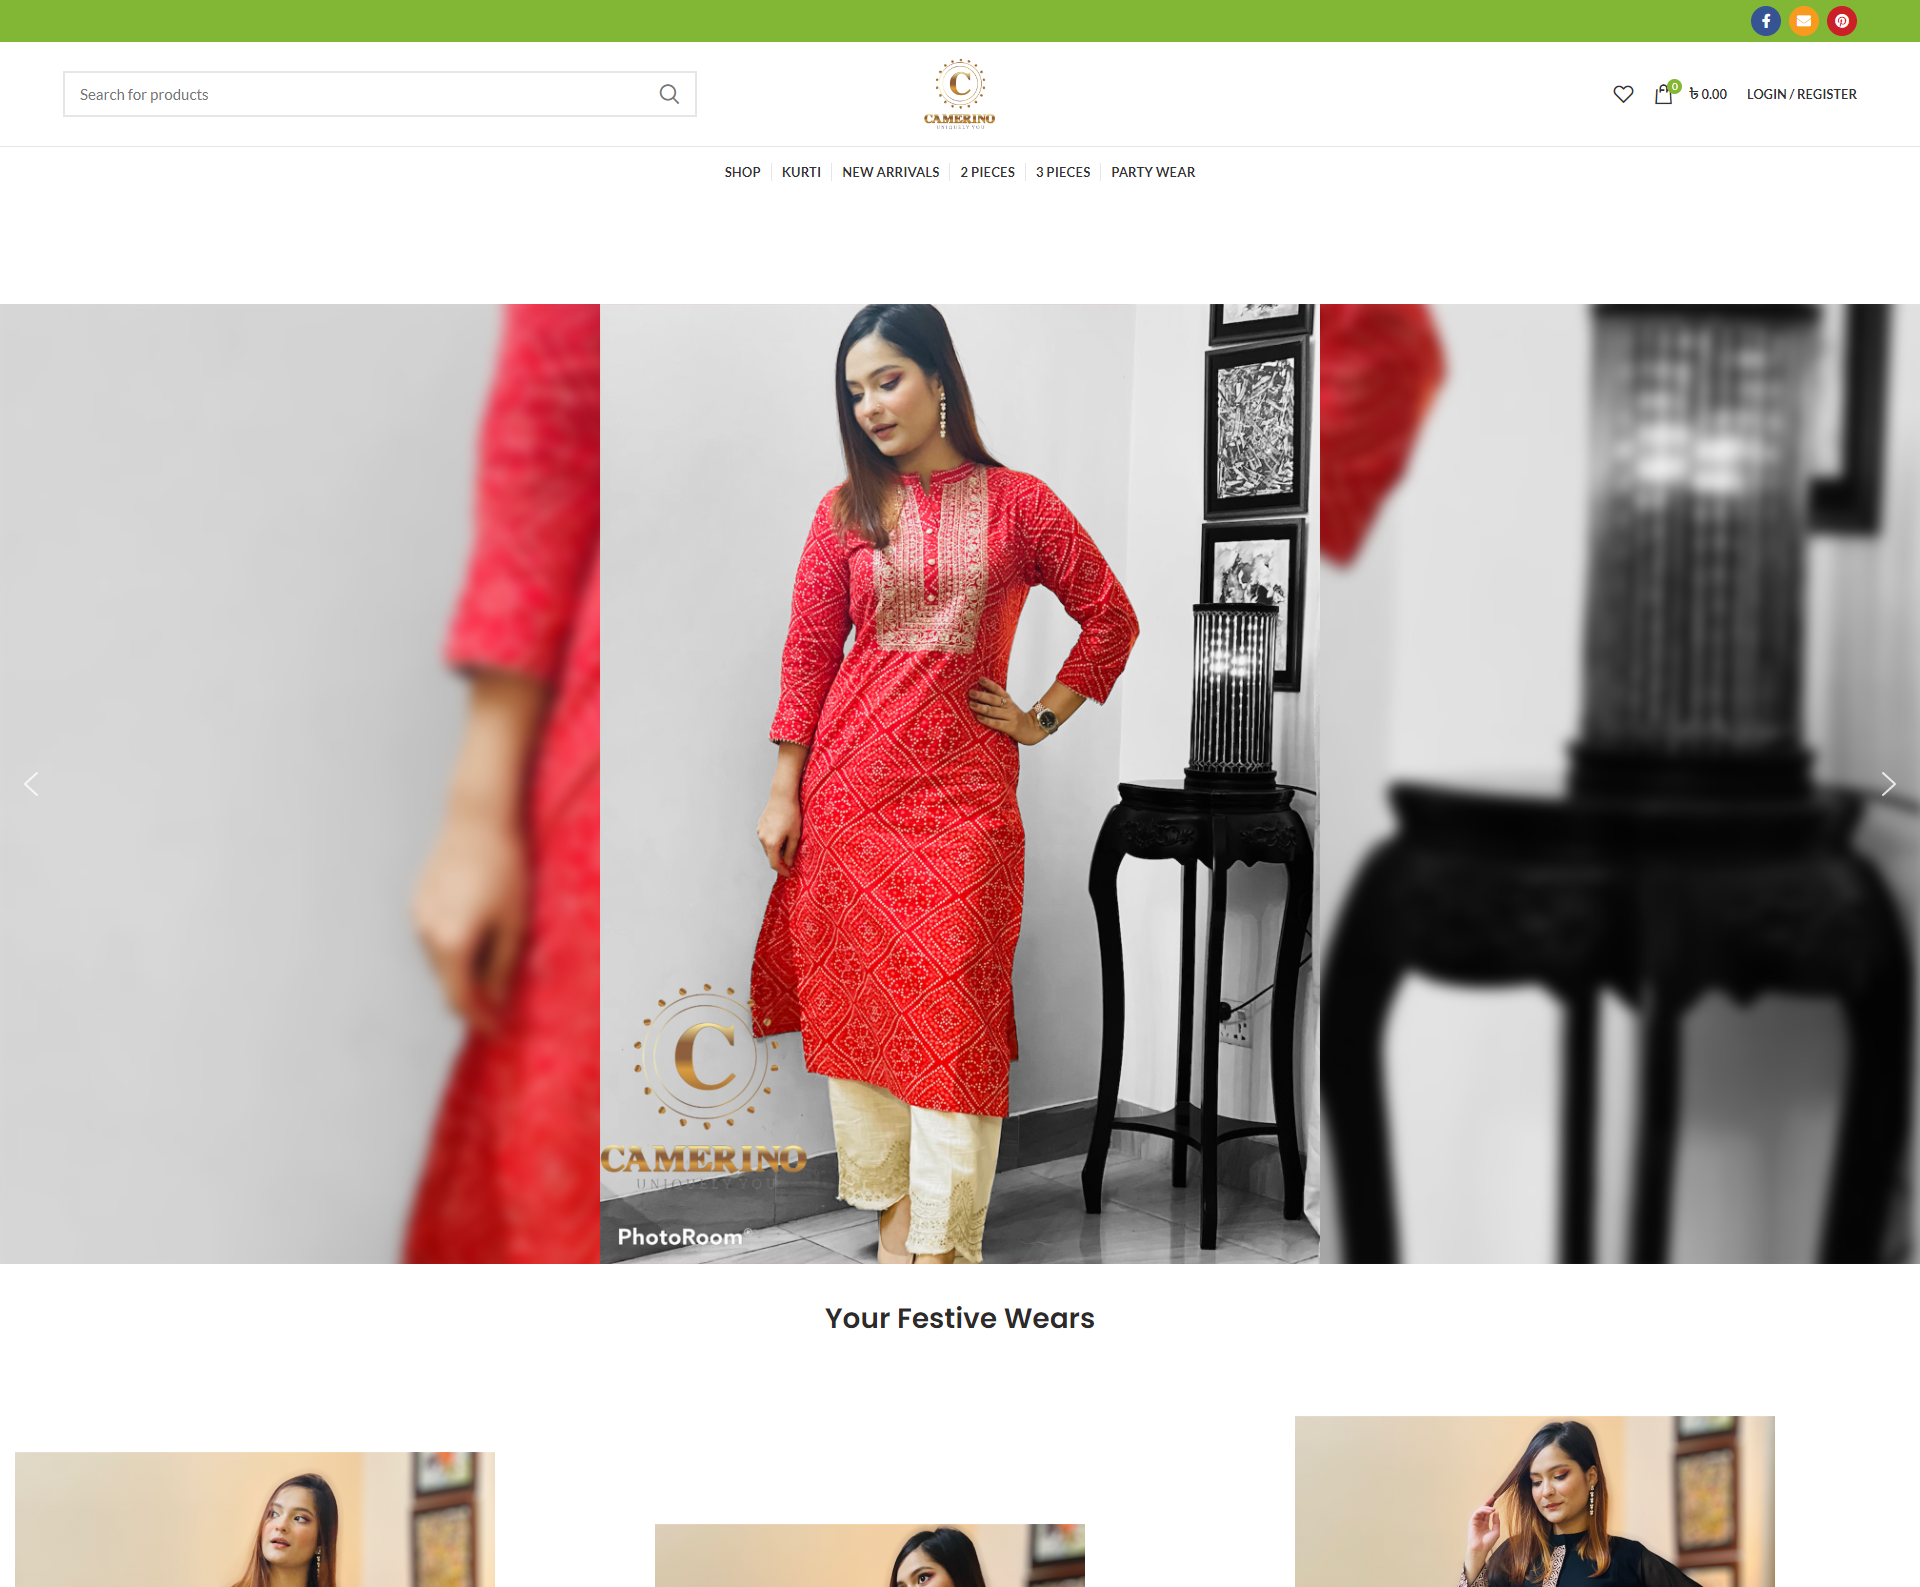 Search for products
C
CAMERINO
UNIQUELY YOU
0
৳ 0.00
LOGIN / REGISTER
SHOP
KURTI
NEW ARRIVALS
2 PIECES
3 PIECES
PARTY WEAR
C
CAMERINO
UNIQUELY YOU
PhotoRoom
Your Festive Wears